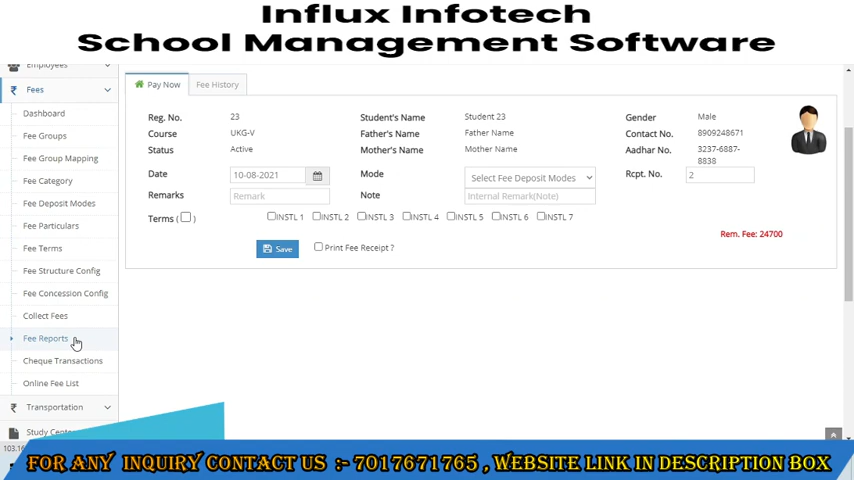 Influx Infotech
School Management Software
Employees
Fees
Dashboard
Fee Groups
Fee Group Mapping
Fee Category
Fee Deposit Modes
Fee Particulars
Fee Terms
Fee Structure Config
Fee Concession Config
Collect Fees
Fee Reports
Cheque Transactions
Online Fee List
Transportation
Pay Now Fee History
Reg. No. 23 Student's Name Student 23 Gender Male
Course UKG-V Father's Name Father Name Contact No. 8909248671
Status Active Mother's Name Mother Name Aadhar No. 3237-6887-
8838
Date 10-08-2021 Mode Select Fee Deposit Modes Rcpt. No. 2
Remarks Remark Note Internal Remark(Note)
Terms ( ) INSTL 1 INSTL 2 INSTL 3 INSTL 4 INSTL 5 INSTL 6 INSTL 7
Rem. Fee: 24700
Save Print Fee Receipt ?
FOR ANY INQUIRY CONTACT US :- 7017671765 , WEBSITE LINK IN DESCRIPTION BOX